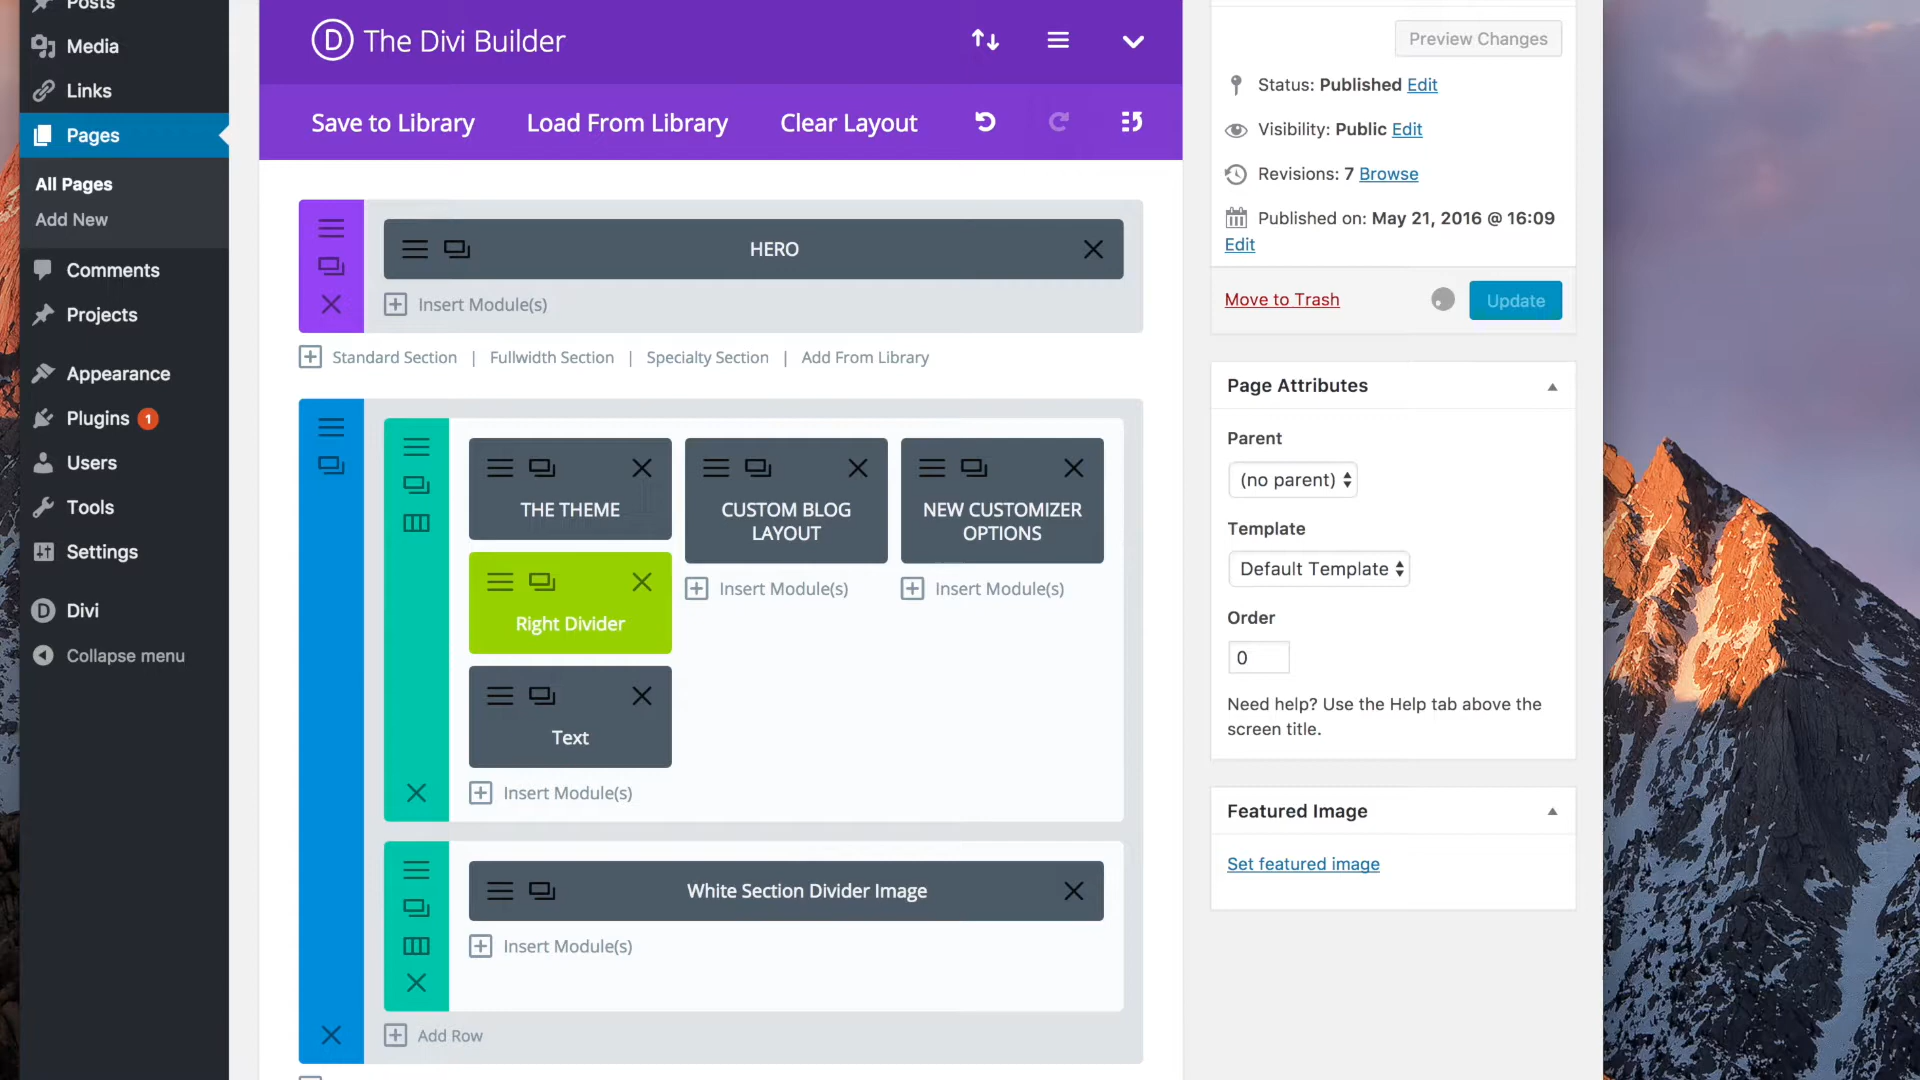 Posts
Media
Links
Pages
All Pages
Add New
Comments
Projects
Appearance
Plugins 1
Users
Tools
Settings
Divi
Collapse menu
D The Divi Builder
Save to Library Load From Library Clear Layout
HERO
Insert Module(s)
Standard Section | Fullwidth Section | Specialty Section | Add From Library
THE THEME
Right Divider
Text
Insert Module(s)
CUSTOM BLOG
LAYOUT
Insert Module(s)
NEW CUSTOMIZER
OPTIONS
Insert Module(s)
White Section Divider Image
Insert Module(s)
Add Row
Preview Changes
Status: Published Edit
Visibility: Public Edit
Revisions: 7 Browse
Published on: May 21, 2016 @ 16:09
Edit
Move to Trash Update
Page Attributes
Parent
(no parent)
Template
Default Template
Order
0
Need help? Use the Help tab above the
screen title.
Featured Image
Set featured image